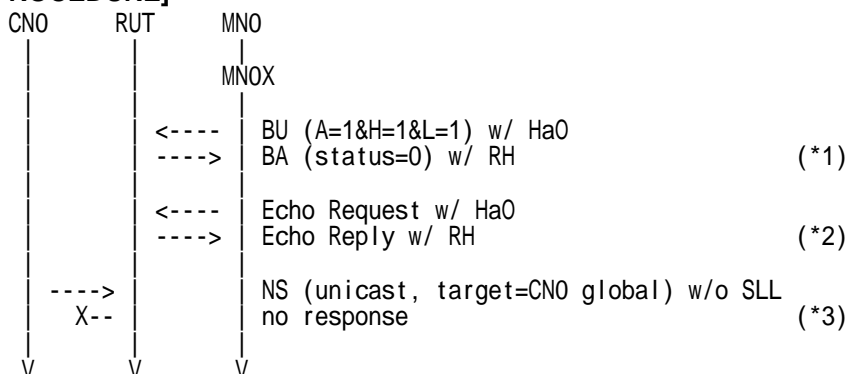 ROCEDURE]
CN0 RUT MN0
| | |
| | MN0X
| | |
| | <---- | BU (A=1&H=1&L=1) w/ HaO
| | ----> | BA (status=0) w/ RH (*1)
| | |
| | <---- | Echo Request w/ HaO
| | ----> | Echo Reply w/ RH (*2)
| | |
| ----> | | NS (unicast, target=CN0 global) w/o SLL
| X-- | | no response (*3)
| | |
V V V